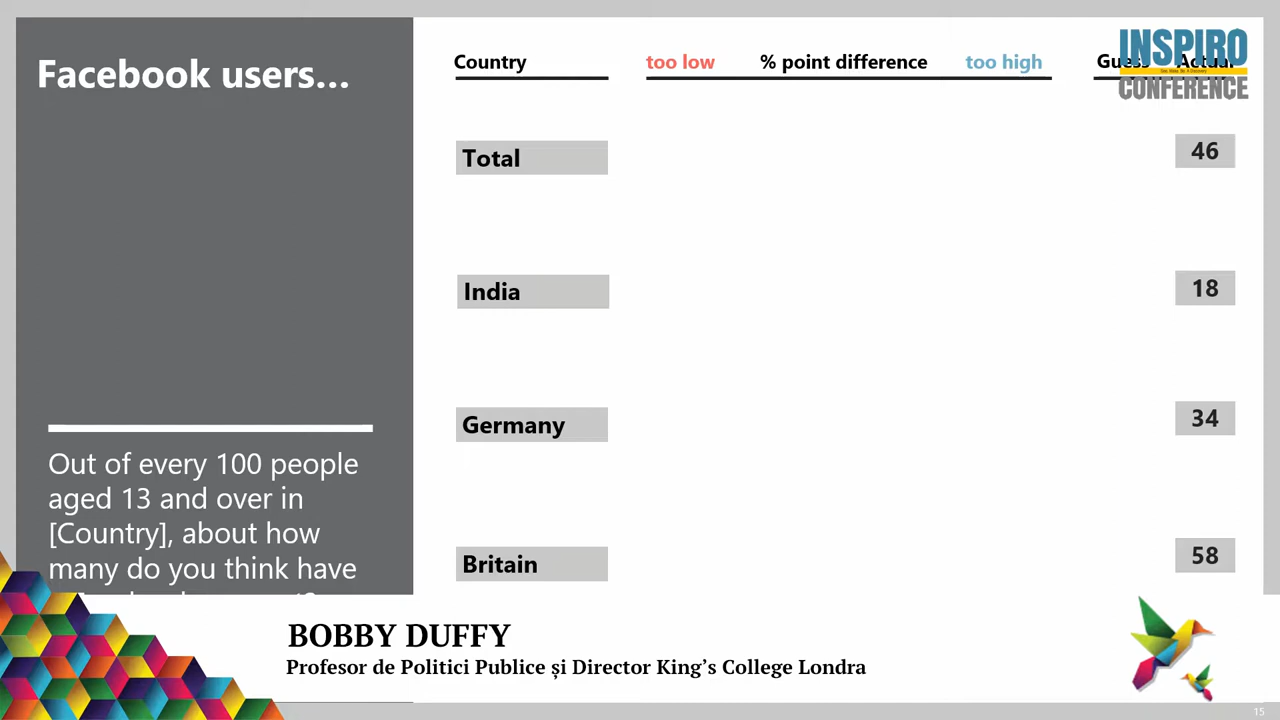 Facebook users...
Country too low % point difference too high
INSPIRO
CONFERENCE
Total 46
India 18
Germany 34
Britain 58
Out of every 100 people
aged 13 and over in
[Country], about how
many do you think have
BOBBY DUFFY
Profesor de Politici Publice și Director King's College Londra
15